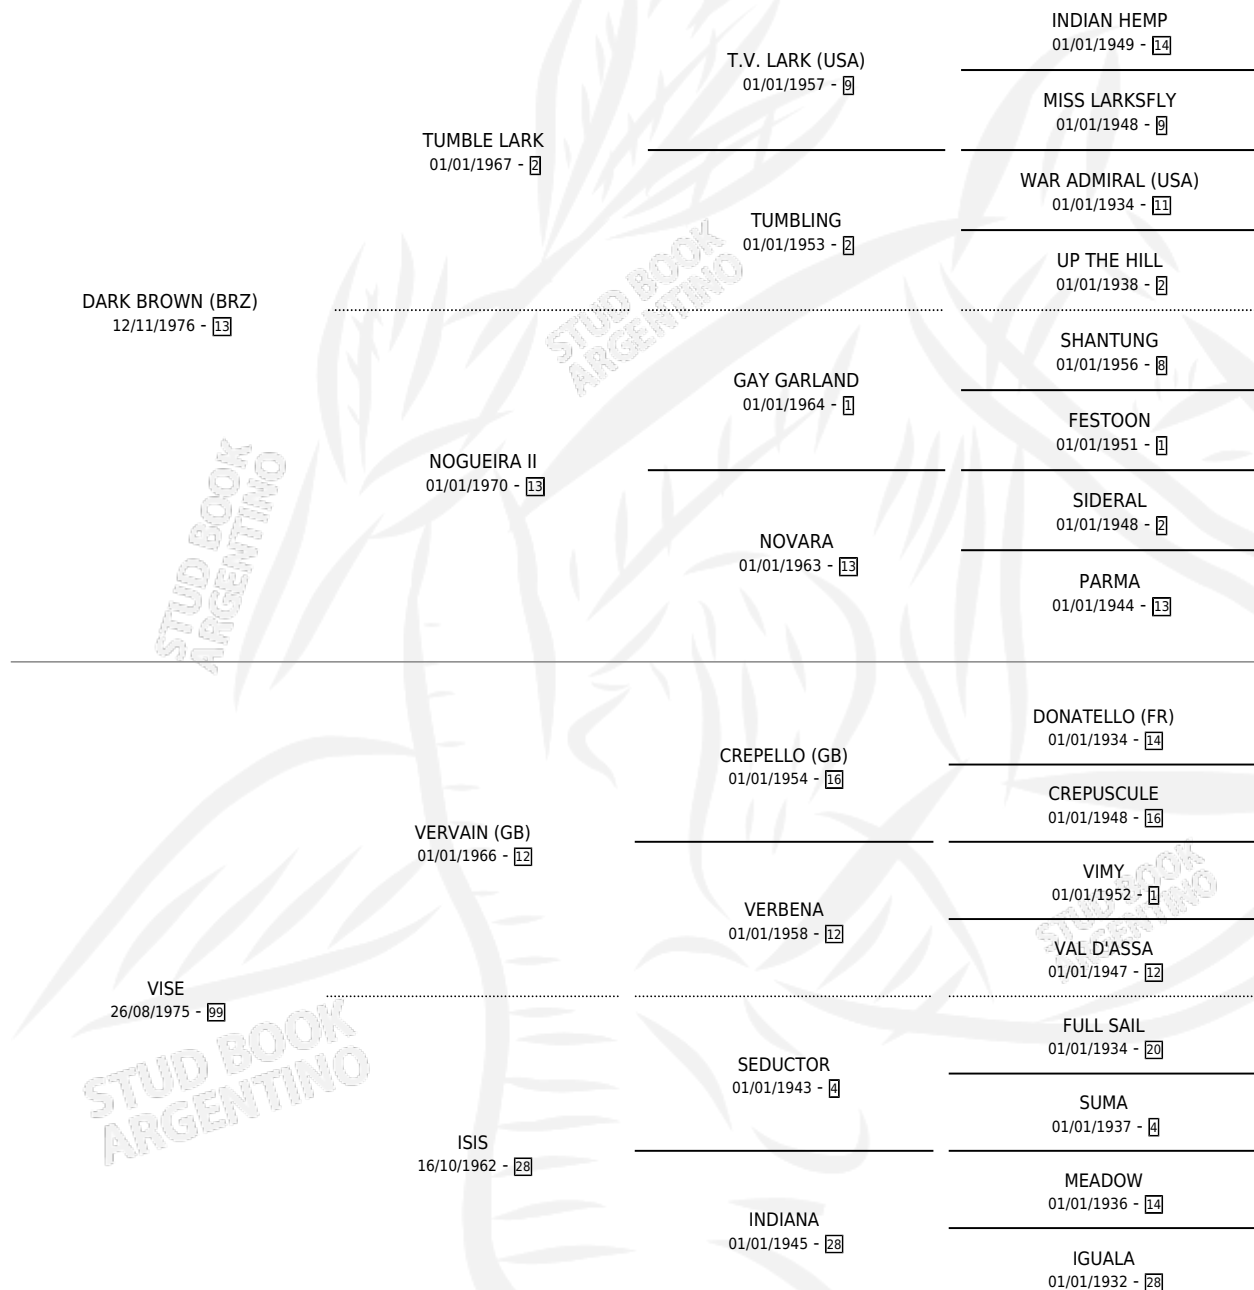 INDIAN HEMP
01/01/1949 - 14
T.V. LARK (USA)
01/01/1957 - 9
MISS LARKSFLY
01/01/1948 - 9
TUMBLE LARK
01/01/1967 - 2
WAR ADMIRAL (USA)
01/01/1934 - 11
TUMBLING
01/01/1953 - 2
UP THE HILL
01/01/1938 - 2
DARK BROWN (BRZ)
12/11/1976 - 13
SHANTUNG
01/01/1956 - 8
GAY GARLAND
01/01/1964 - 1
FESTOON
01/01/1951 - 1
NOGUEIRA II
01/01/1970 - 13
SIDERAL
01/01/1948 - 2
NOVARA
01/01/1963 - 13
PARMA
01/01/1944 - 13
STUD BOOK
ARGENTINO
STUD BOOK
ARGENTINO
DONATELLO (FR)
01/01/1934 - 14
CREPELLO (GB)
01/01/1954 - 16
CREPUSCULE
01/01/1948 - 16
VERVAIN (GB)
01/01/1966 - 12
VIMY
01/01/1952 - 1
VERBENA
01/01/1958 - 12
VAL D'ASSA
01/01/1947 - 12
VISE
26/08/1975 - 99
FULL SAIL
01/01/1934 - 20
SEDUCTOR
01/01/1943 - 4
SUMA
01/01/1937 - 4
ISIS
16/10/1962 - 28
MEADOW
01/01/1936 - 14
INDIANA
01/01/1945 - 28
IGUALA
01/01/1932 - 28
STUD BOOK
ARGENTINO
STUD BOOK
ARGENTINO